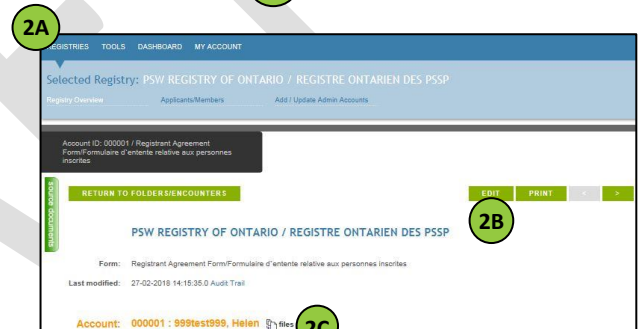 2A
REGISTRIES TOOLS DASHBOARD MY ACCOUNT
Selected Registry: PSW REGISTRY OF ONTARIO / REGISTRE ONTARIEN DES PSSP
Registry Overview Applicants/Members Add / Update Admin Accounts
Account ID: 000001 / Registrant Agreement
Form/Formulaire d'entente relative aux personnes
inscrites
source documents
RETURN TO FOLDERS/ENCOUNTERS EDIT PRINT < >
2B
PSW REGISTRY OF ONTARIO / REGISTRE ONTARIEN DES PSSP
Form: Registrant Agreement Form/Formulaire d'entente relative aux personnes inscrites
Last modified: 27-02-2018 14:15:35.0 Audit Trail
Account: 000001 : 999test999, Helen files
2C